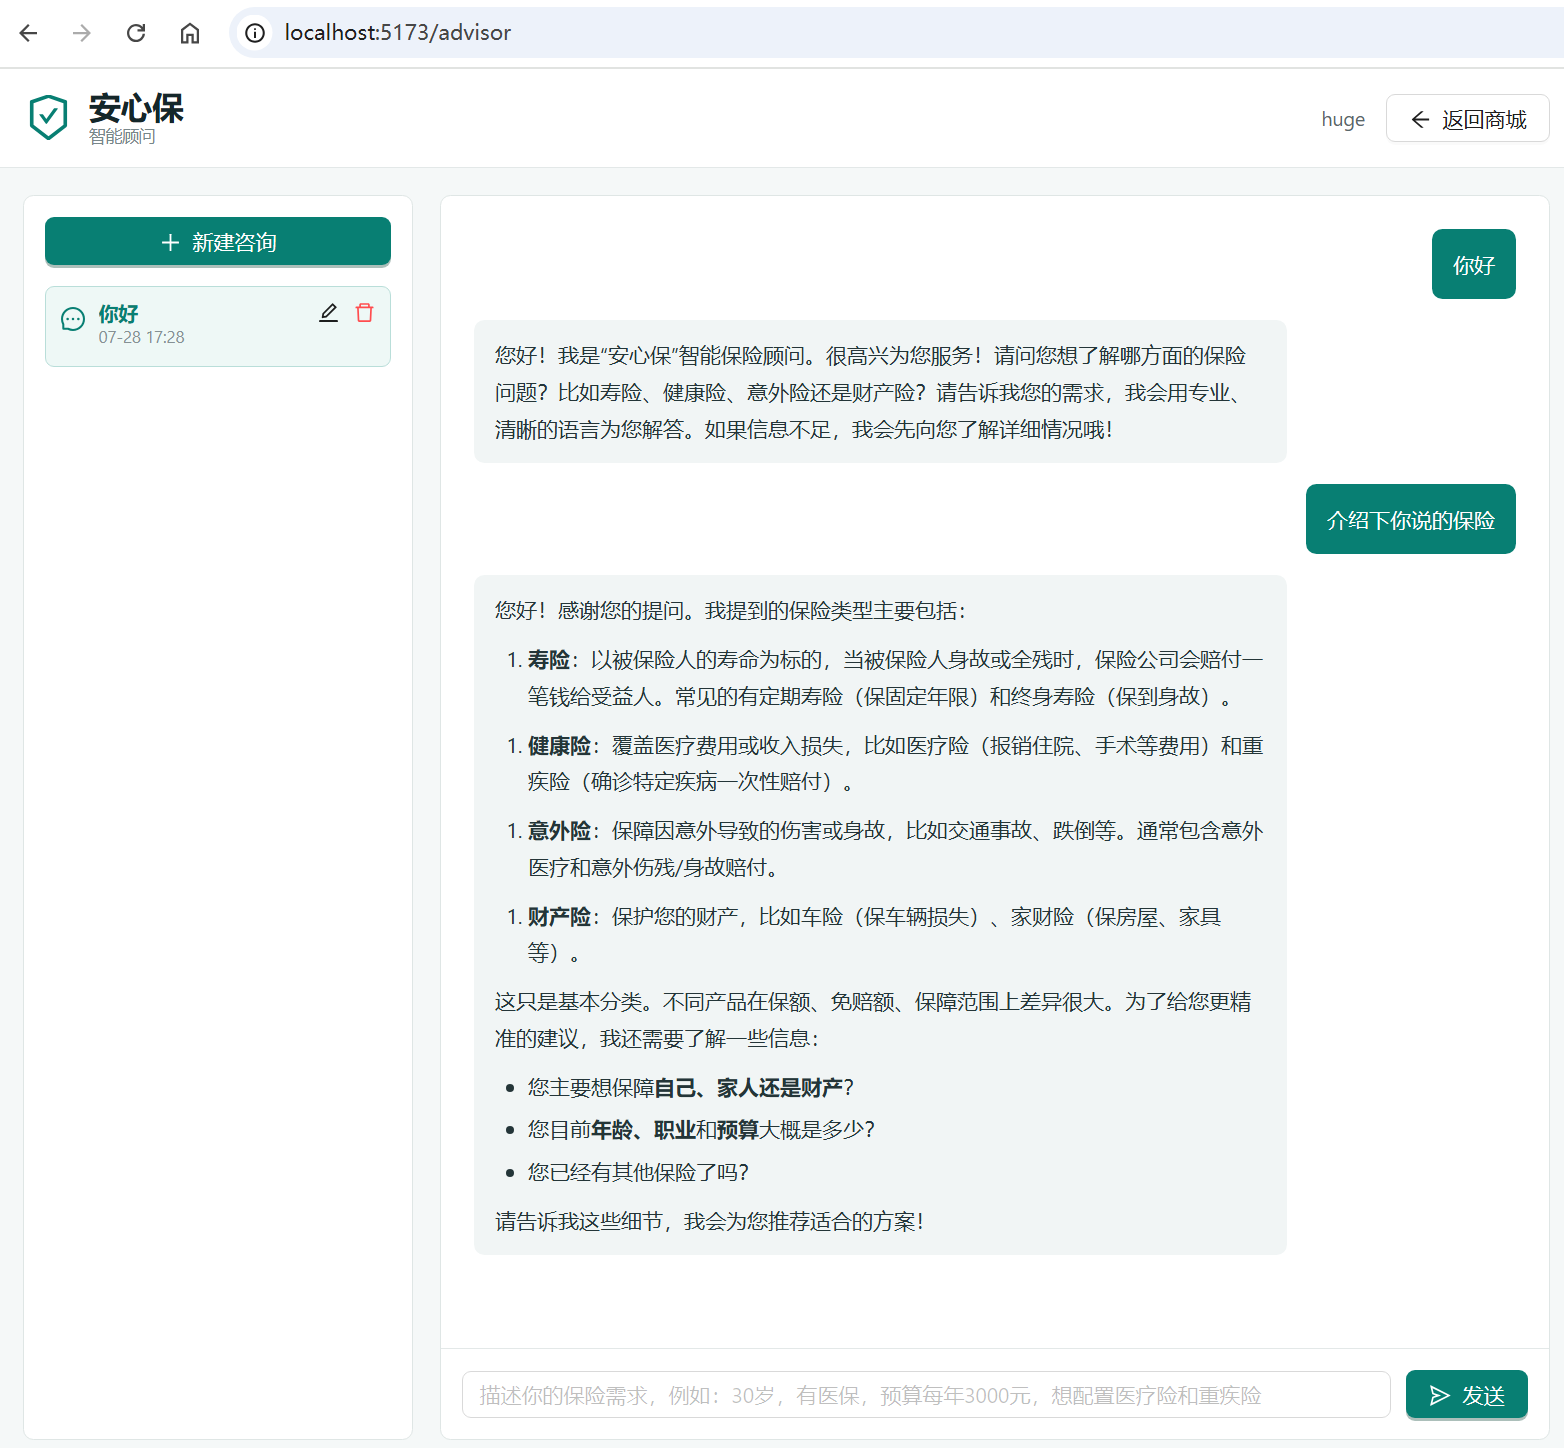 localhost:5173/advisor
安心保
智能顾问
huge
返回商城
新建咨询
你好
07-28 17:28
你好
您好！我是“安心保”智能保险顾问。很高兴为您服务！请问您想了解哪方面的保险
问题？比如寿险、健康险、意外险还是财产险？请告诉我您的需求，我会用专业、
清晰的语言为您解答。如果信息不足，我会先向您了解详细情况哦！
介绍下你说的保险
您好！感谢您的提问。我提到的保险类型主要包括：
1. 寿险：以被保险人的寿命为标的，当被保险人身故或全残时，保险公司会赔付一
笔钱给受益人。常见的有定期寿险（保固定年限）和终身寿险（保到身故）。
1. 健康险：覆盖医疗费用或收入损失，比如医疗险（报销住院、手术等费用）和重
疾险（确诊特定疾病一次性赔付）。
1. 意外险：保障因意外导致的伤害或身故，比如交通事故、跌倒等。通常包含意外
医疗和意外伤残/身故赔付。
1. 财产险：保护您的财产，比如车险（保车辆损失）、家财险（保房屋、家具
等）。
这只是基本分类。不同产品在保额、免赔额、保障范围上差异很大。为了给您更精
准的建议，我还需要了解一些信息：
• 您主要想保障自己、家人还是财产？
• 您目前年龄、职业和预算大概是多少？
• 您已经有其他保险了吗？
请告诉我这些细节，我会为您推荐适合的方案！
描述你的保险需求，例如：30岁，有医保，预算每年3000元，想配置医疗险和重疾险
发送